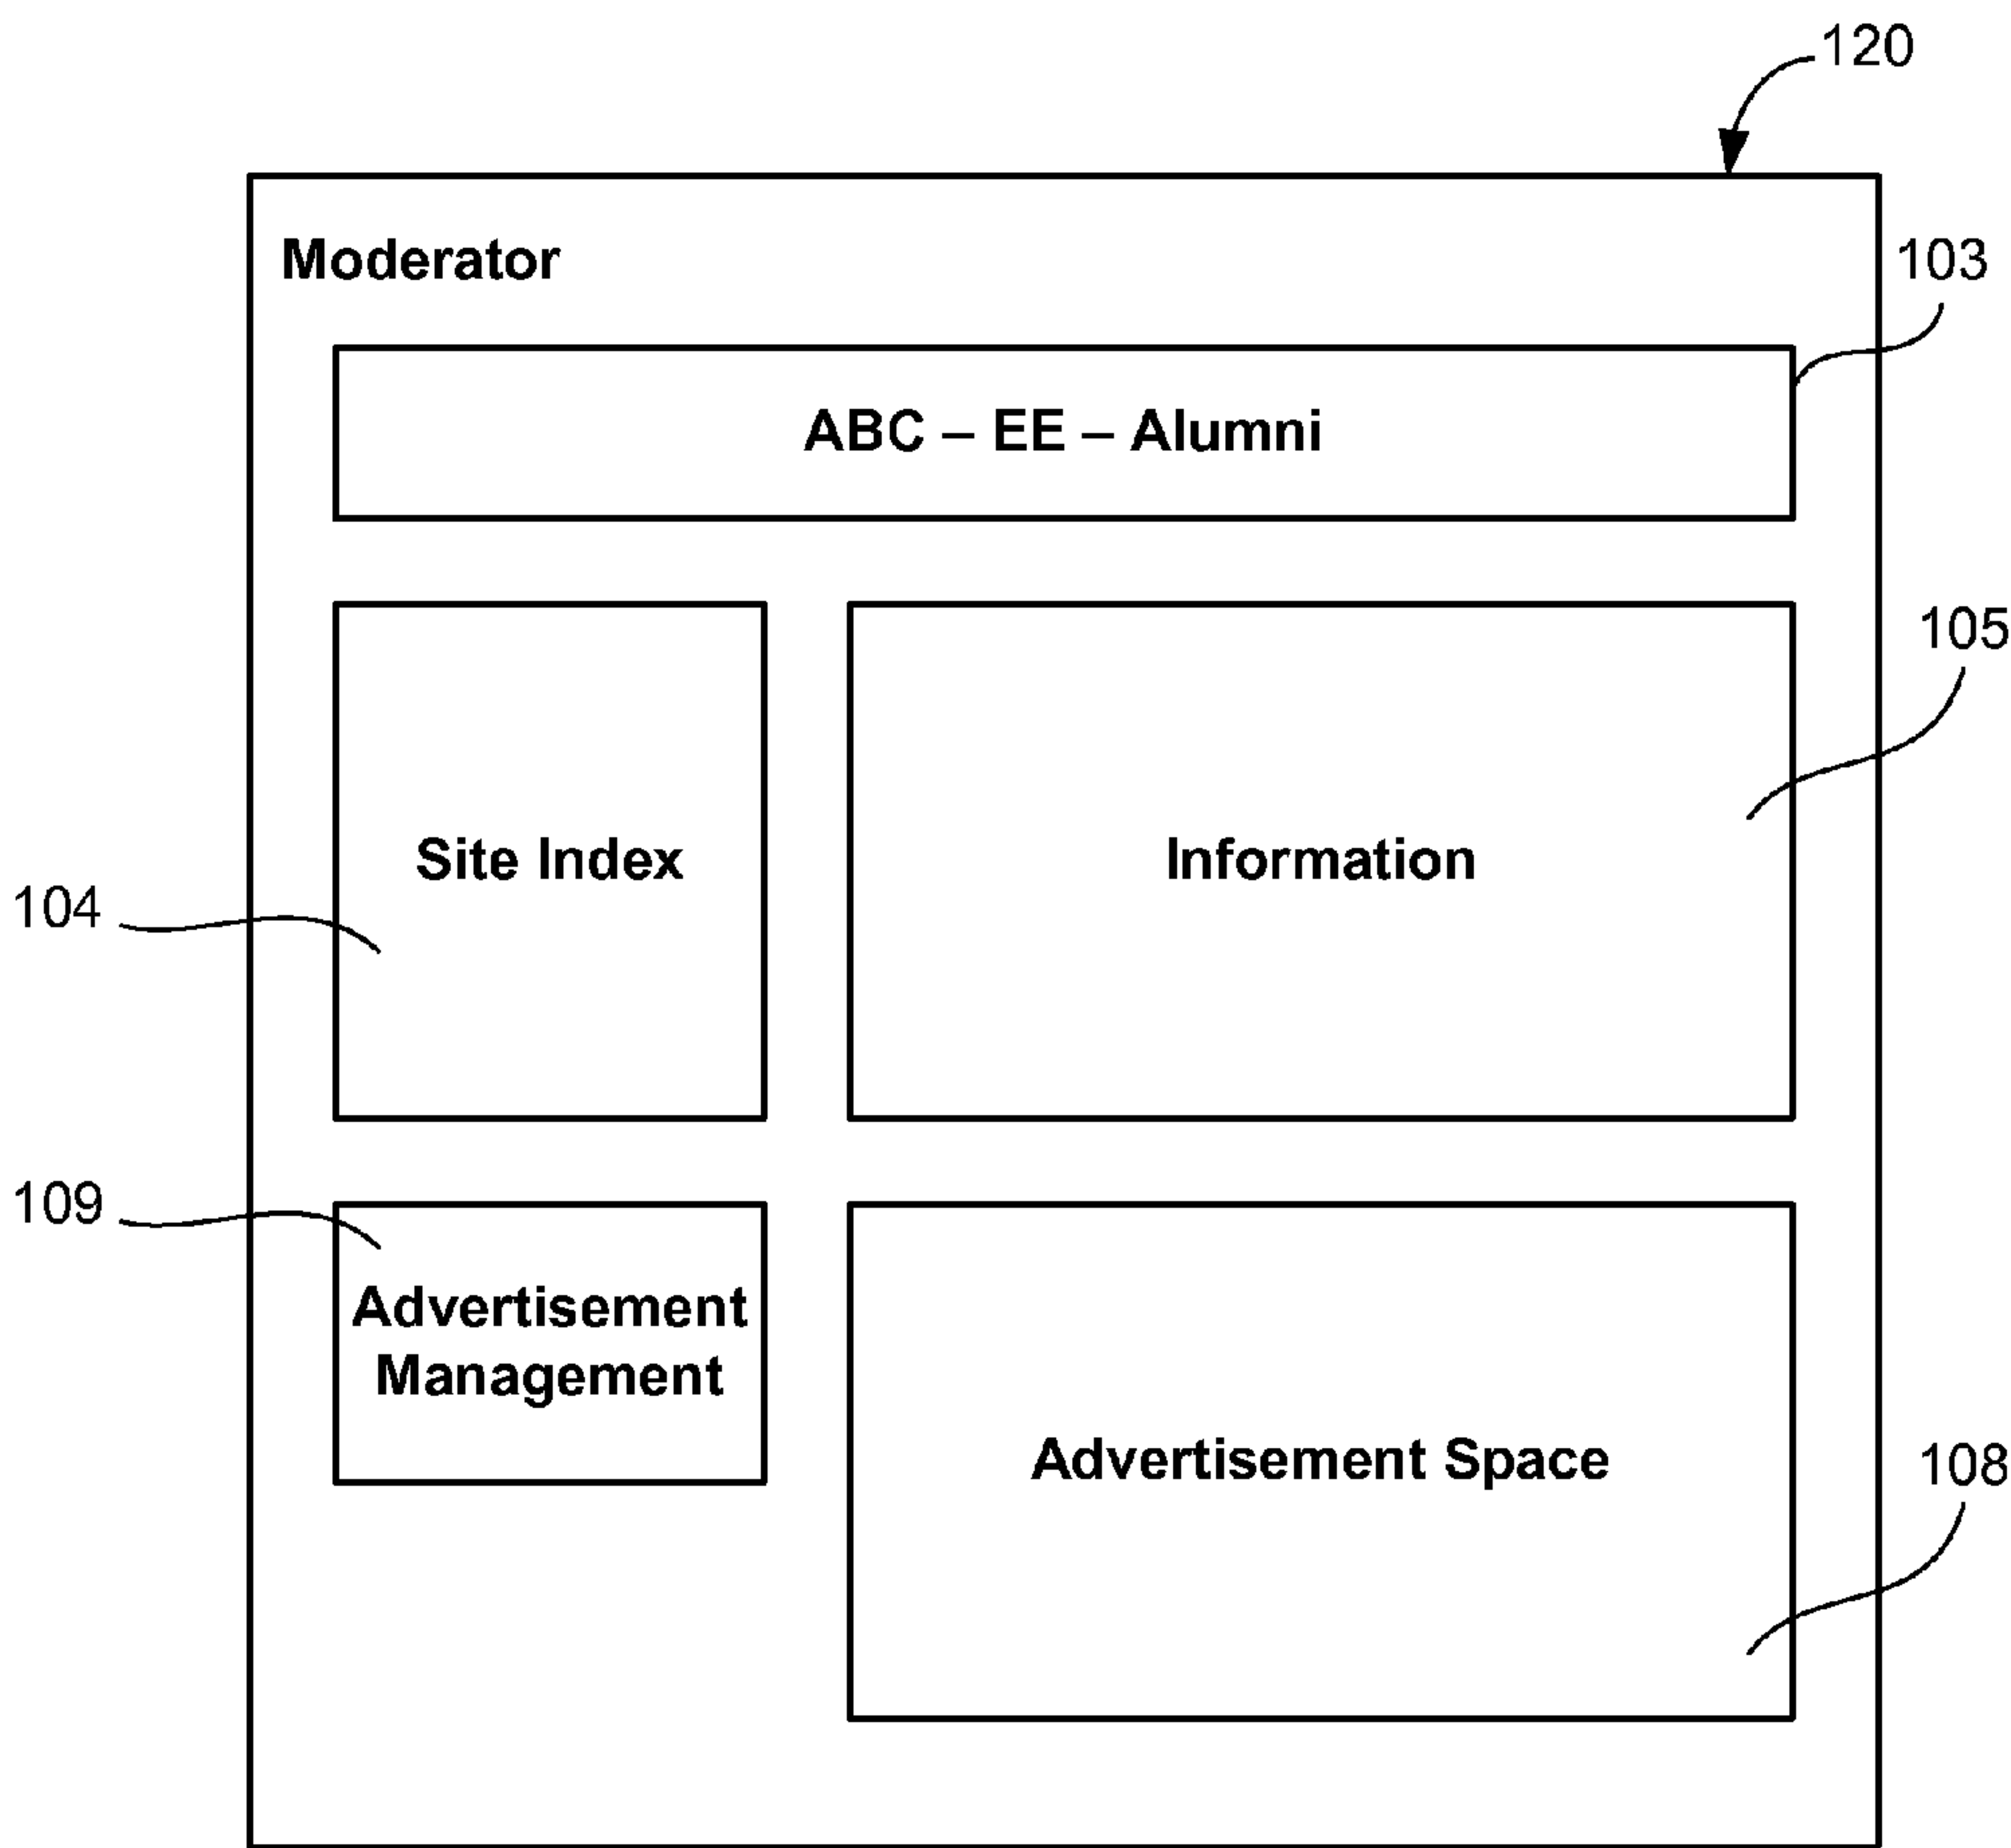 120
Moderator
103
ABC – EE – Alumni
105
Site Index
Information
104
109
Advertisement
Management
Advertisement Space
108